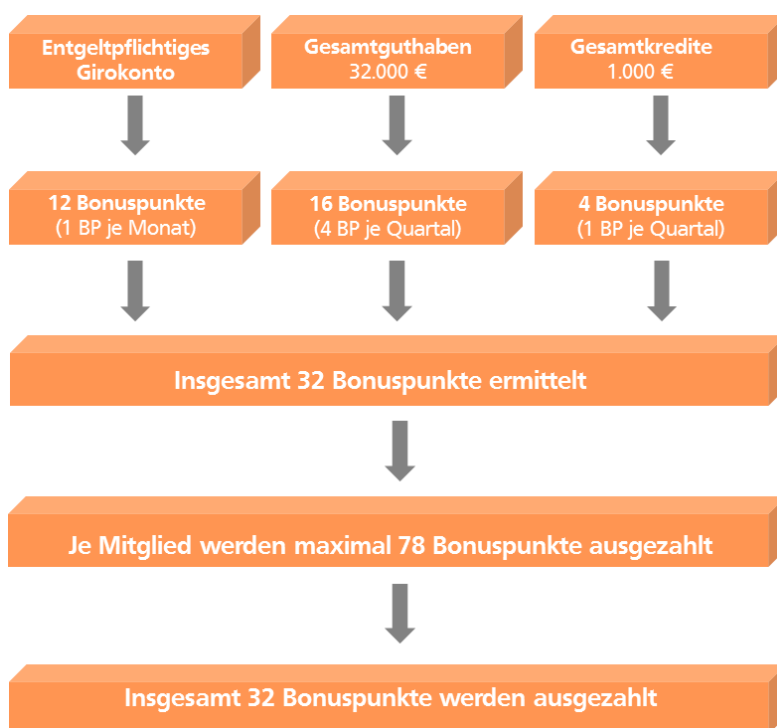 Entgeltpflichtiges
Girokonto
Gesamtguthaben
32.000 €
Gesamtkredite
1.000 €
12 Bonuspunkte
(1 BP je Monat)
16 Bonuspunkte
(4 BP je Quartal)
4 Bonuspunkte
(1 BP je Quartal)
Insgesamt 32 Bonuspunkte ermittelt
Je Mitglied werden maximal 78 Bonuspunkte ausgezahlt
Insgesamt 32 Bonuspunkte werden ausgezahlt